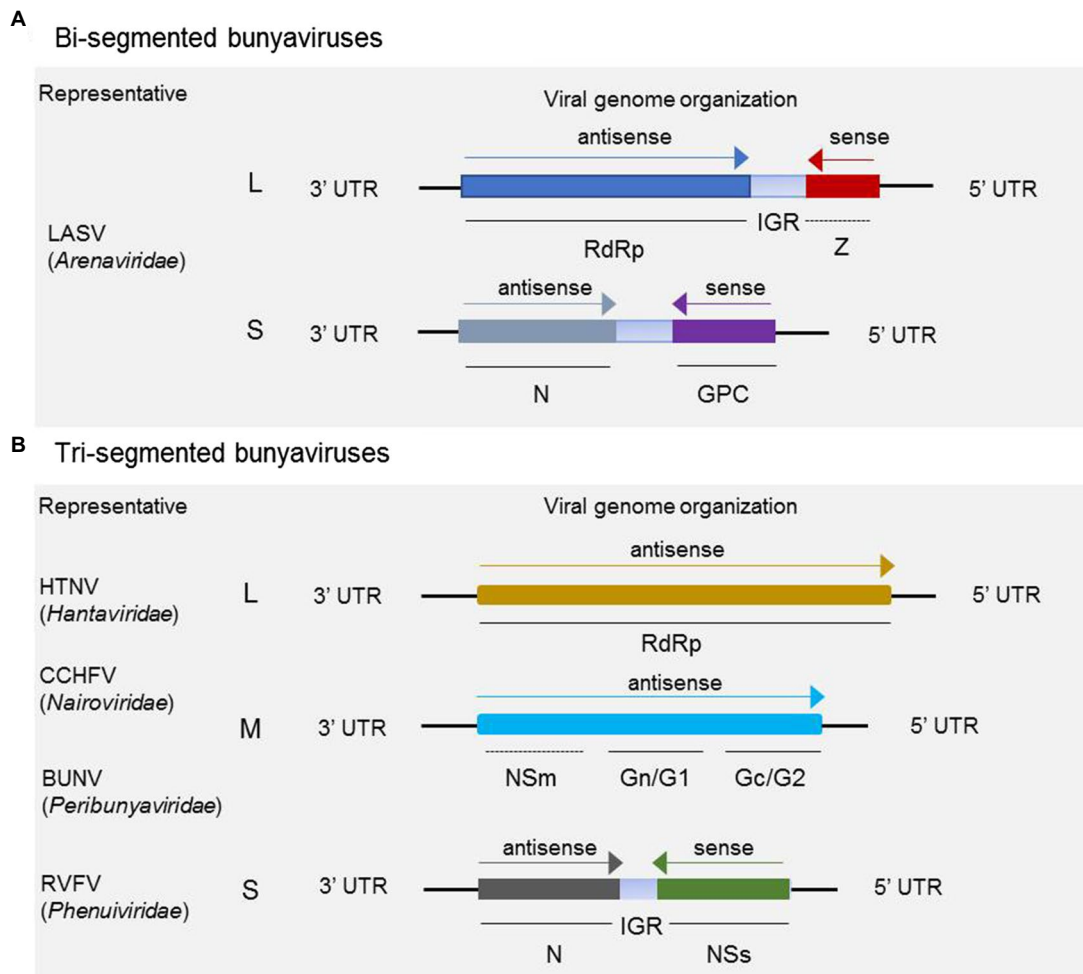 A
Bi-segmented bunyaviruses
Representative
Viral genome organization
antisense
sense
L
3’ UTR
5’ UTR
IGR
RdRp
Z
LASV
(Arenaviridae)
antisense
sense
S
3’ UTR
5’ UTR
N
GPC
B
Tri-segmented bunyaviruses
Representative
Viral genome organization
antisense
HTNV
(Hantaviridae)
L
3’ UTR
5’ UTR
RdRp
CCHFV
(Nairoviridae)
antisense
M
3’ UTR
5’ UTR
NSm
Gn/G1
Gc/G2
BUNV
(Peribunyaviridae)
antisense
sense
RVFV
(Phenuiviridae)
S
3’ UTR
5’ UTR
IGR
N
NSs